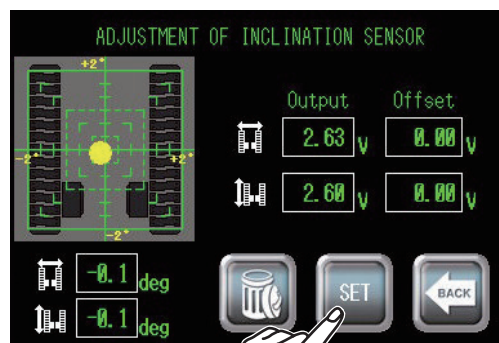 ADJUSTMENT OF INCLINATION SENSOR
+2°
-2°
+2°
-2°
Output Offset
2.63 V 0.00 V
2.60 V 0.00 V
-0.1 deg
-0.1 deg
SET
BACK